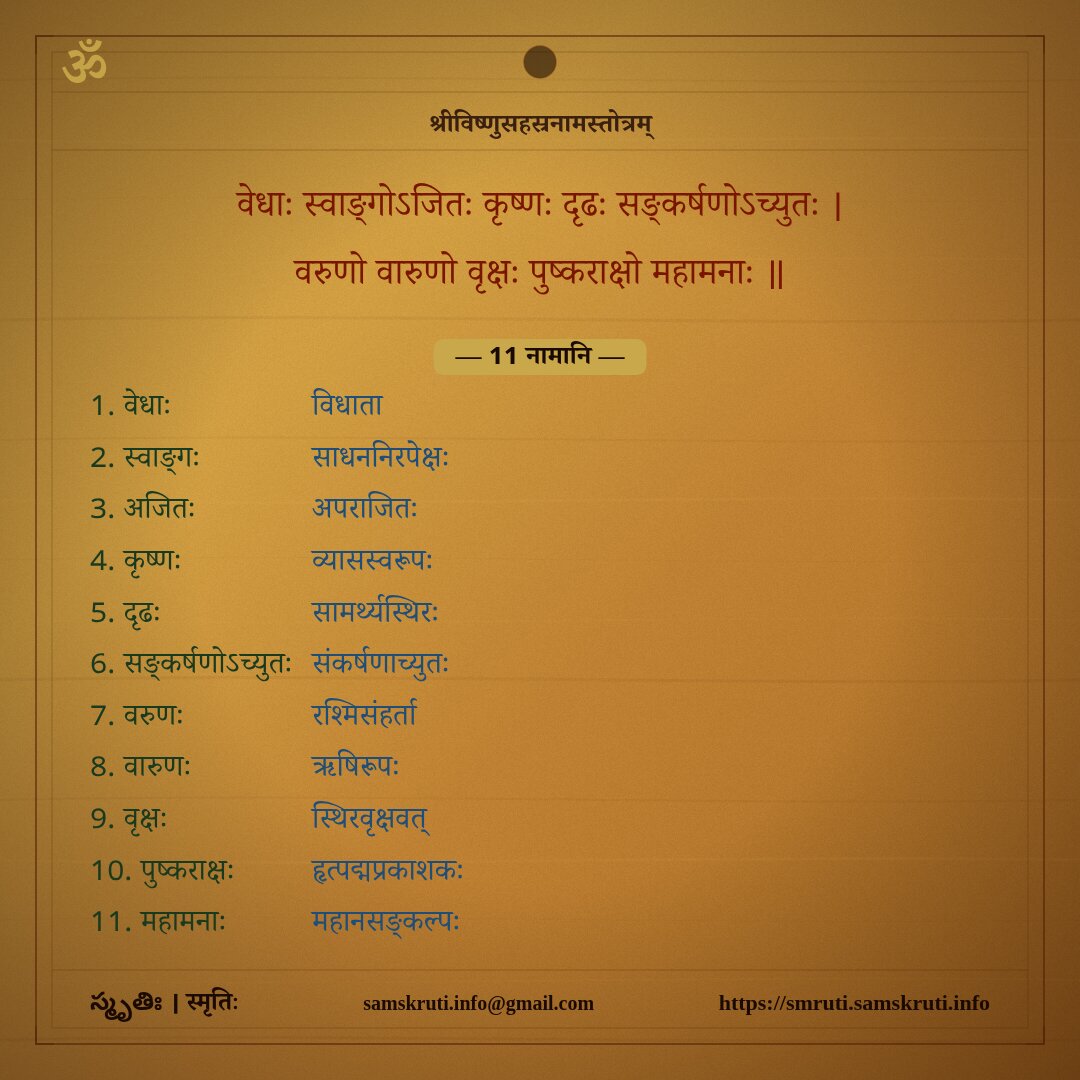 ॐ
श्रीविष्णुसहस्रनामस्तोत्रम्
वेधाः स्वाङ्गोऽजितः कृष्णः दृढः सङ्कर्षणोऽच्युतः |
वरुणो वारुणो वृक्षः पुष्कराक्षो महामनाः ||
— 11 नामानि —
1. वेधाः विधाता
2. स्वाङ्गः साधननिरपेक्षः
3. अजितः अपराजितः
4. कृष्णः व्यासस्वरूपः
5. दृढः सामर्थ्यस्थिरः
6. सङ्कर्षणोऽच्युतः संकर्षणाच्युतः
7. वरुणः रश्मिसंहर्ता
8. वारुणः ऋषिरूपः
9. वृक्षः स्थिरवृक्षवत्
10. पुष्कराक्षः हृत्पद्मप्रकाशकः
11. महामनाः महानसङ्कल्पः
స్మృతిః | स्मृतिः samskruti.info@gmail.com https://smruti.samskruti.info